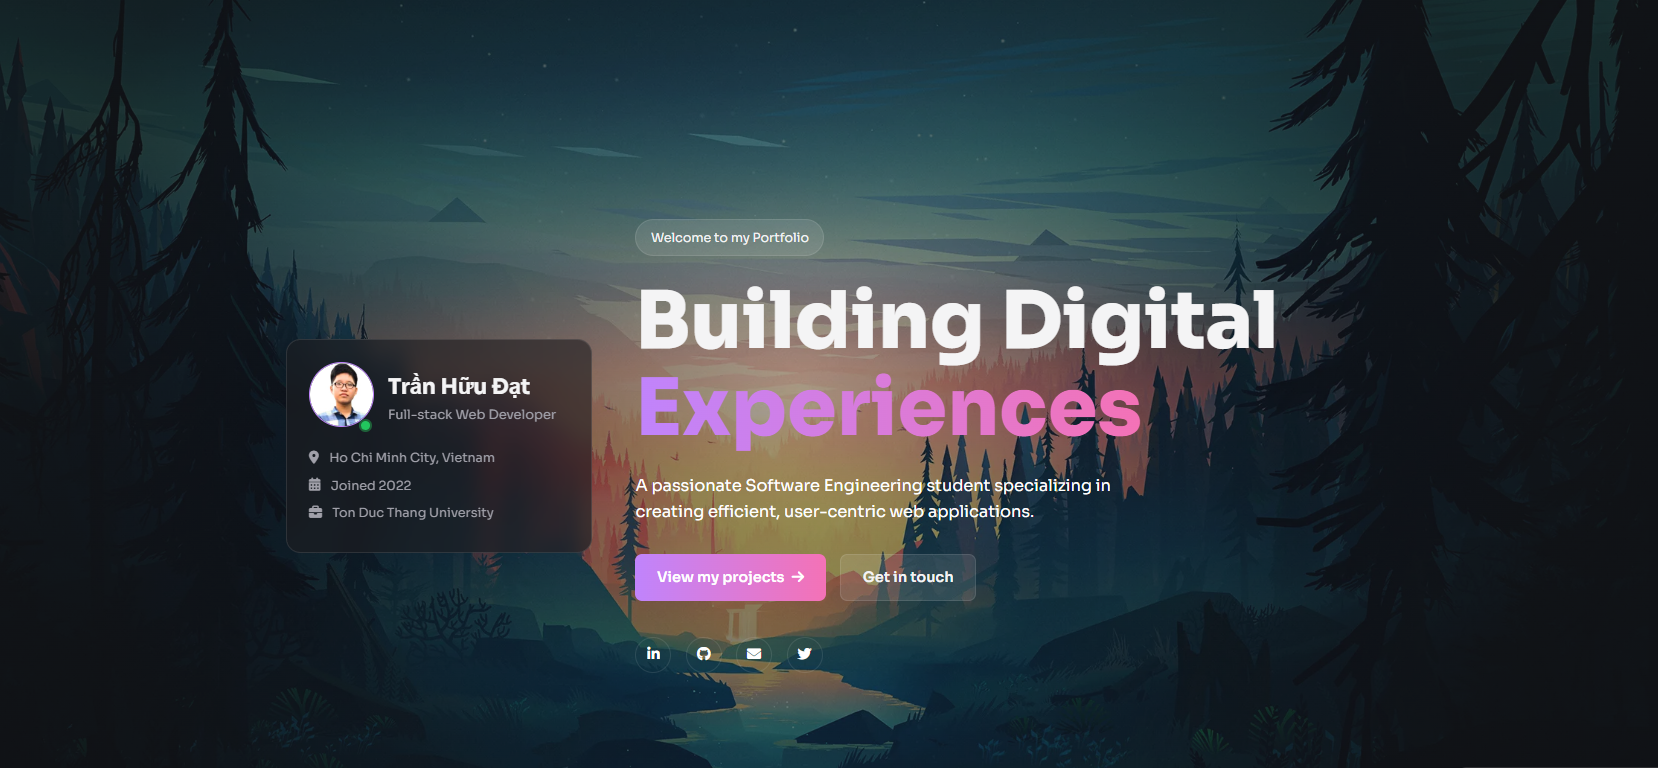 Welcome to my Portfolio
Building Digital
Experiences
Trần Hữu Đạt
Full-stack Web Developer
Ho Chi Minh City, Vietnam
Joined 2022
Ton Duc Thang University
A passionate Software Engineering student specializing in
creating efficient, user-centric web applications.
View my projects →
Get in touch
in